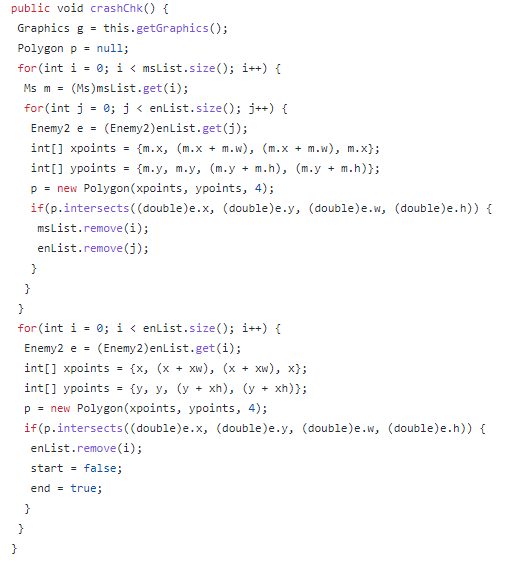 public void crashChk() {
 Graphics g = this.getGraphics();
 Polygon p = null;
 for(int i = 0; i < msList.size(); i++) {
  Ms m = (Ms)msList.get(i);
  for(int j = 0; j < enList.size(); j++) {
   Enemy2 e = (Enemy2)enList.get(j);
   int[] xpoints = {m.x, (m.x + m.w), (m.x + m.w), m.x};
   int[] ypoints = {m.y, m.y, (m.y + m.h), (m.y + m.h)};
   p = new Polygon(xpoints, ypoints, 4);
   if(p.intersects((double)e.x, (double)e.y, (double)e.w, (double)e.h)) {
    msList.remove(i);
    enList.remove(j);
   }
  }
 }
 for(int i = 0; i < enList.size(); i++) {
  Enemy2 e = (Enemy2)enList.get(i);
  int[] xpoints = {x, (x + xw), (x + xw), x};
  int[] ypoints = {y, y, (y + xh), (y + xh)};
  p = new Polygon(xpoints, ypoints, 4);
  if(p.intersects((double)e.x, (double)e.y, (double)e.w, (double)e.h)) {
   enList.remove(i);
   start = false;
   end = true;
  }
 }
}